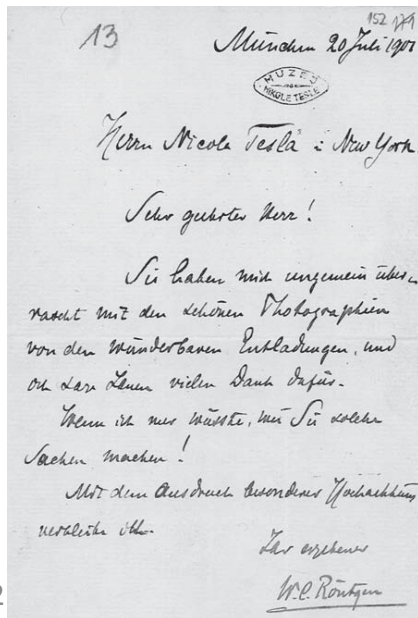 13
152
München 20 Juli 1901
MUZEJ
NIKOLE TESLE
Herrn Nicola Tesla i New York
Sehr geehrter Herr!
Sie haben mich ungemein über-
rascht mit den schönen Photographien
von den wunderbaren Entladungen, und
ich sage Ihnen vielen Dank dafür.
Wenn ich nur wüsste, wie Sie solche
Sachen machen!
Mit dem Ausdruck besonderer Hochachtung
verbleibe ich
Ihr ergebener
W. C. Röntgen
2